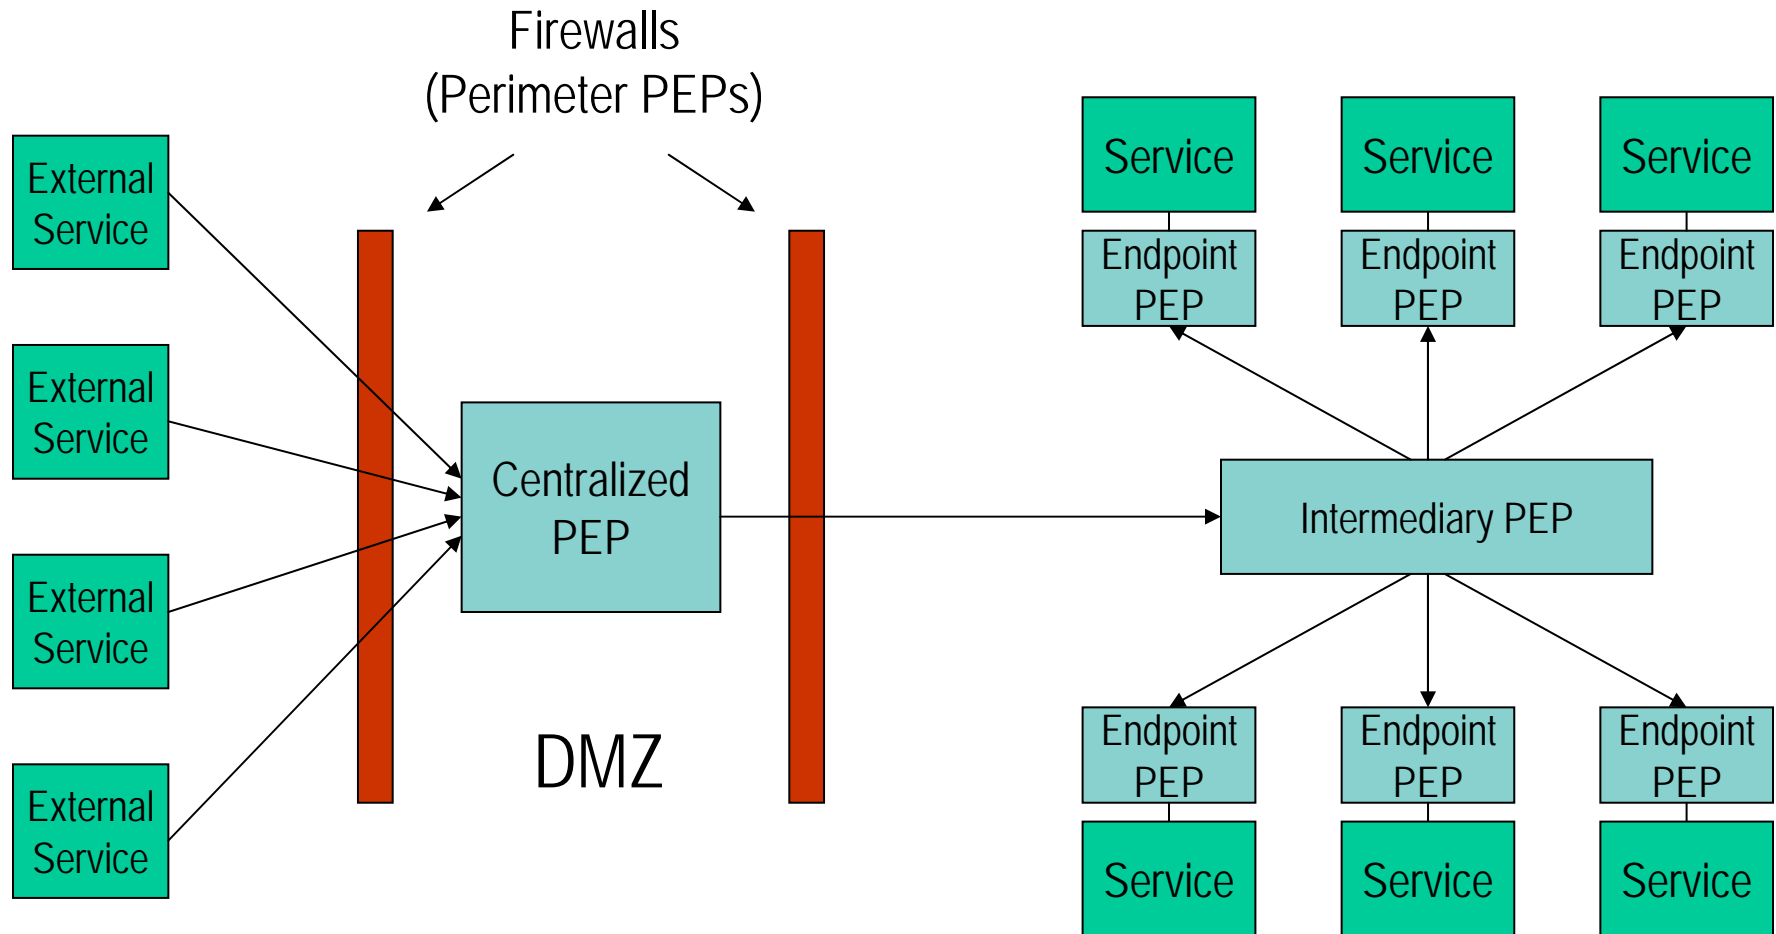 Firewalls
(Perimeter PEPs)
External
Service
External
Service
External
Service
External
Service
Centralized
PEP
DMZ
Service
Service
Service
Endpoint
PEP
Endpoint
PEP
Endpoint
PEP
Intermediary PEP
Endpoint
PEP
Endpoint
PEP
Endpoint
PEP
Service
Service
Service